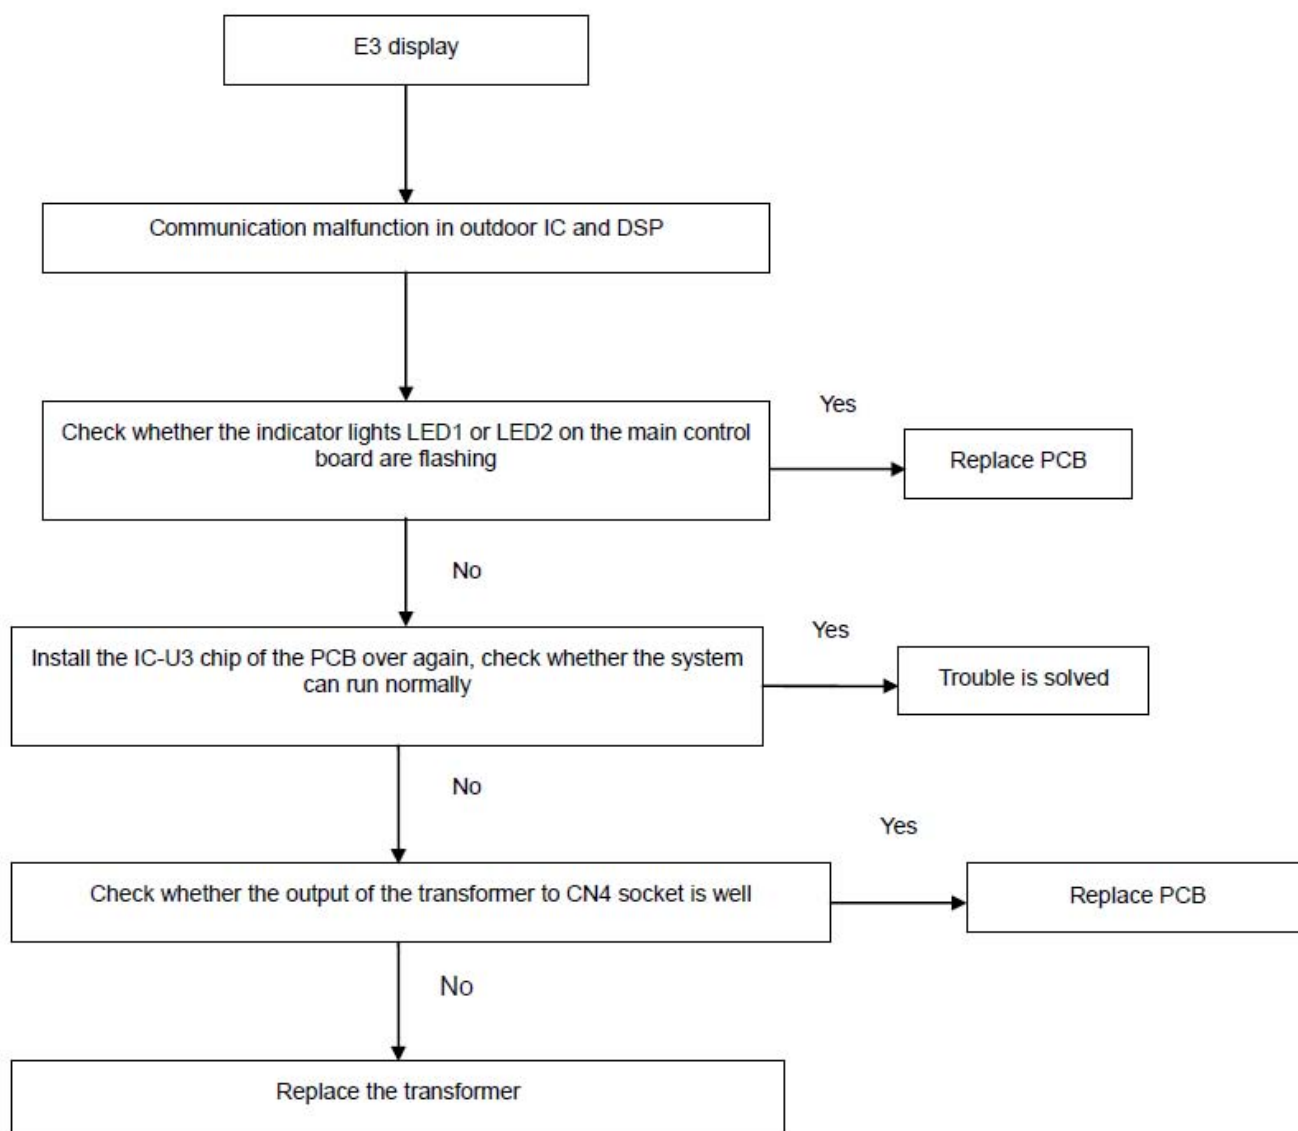 E3 display
Communication malfunction in outdoor IC and DSP
Yes
Check whether the indicator lights LED1 or LED2 on the main control
board are flashing
Replace PCB
No
Yes
Install the IC-U3 chip of the PCB over again, check whether the system
can run normally
Trouble is solved
No
Yes
Check whether the output of the transformer to CN4 socket is well
Replace PCB
No
Replace the transformer